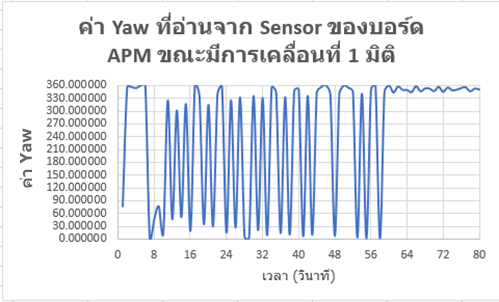 ค่า Yaw ที่อ่านจาก Sensor ของบอร์ด
APM ขณะมีการเคลื่อนที่ 1 มิติ
ค่า Yaw
360.000000
330.000000
300.000000
270.000000
240.000000
210.000000
180.000000
150.000000
120.000000
90.000000
60.000000
30.000000
0.000000
0 8 16 24 32 40 48 56 64 72 80
เวลา (วินาที)